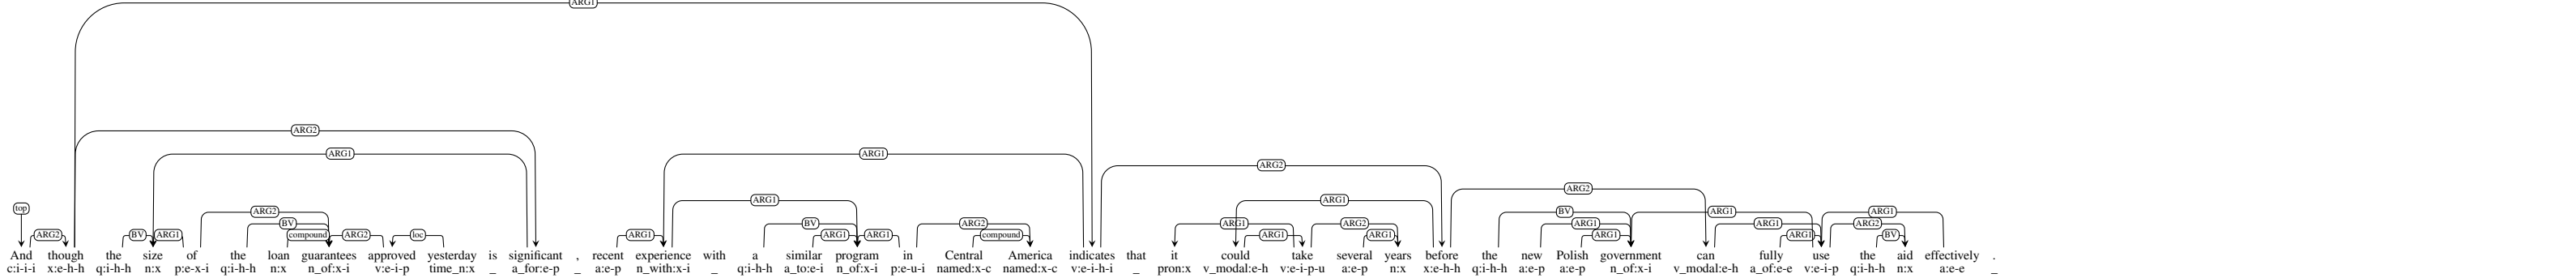 ARG1
ARG2
ARG1 ARG1
ARG2
ARG2
ARG1 ARG1
top ARG2 BV ARG1 BV ARG1
BV BV ARG2 ARG1 ARG2 ARG1 ARG1 ARG2
ARG2 BV ARG1 compound ARG2 loc ARG1 ARG1 ARG1 compound ARG1 ARG1 ARG1 ARG1 BV
And though the size of the loan guarantees approved yesterday is significant , recent experience with a similar program in Central America indicates that it could take several years before the new Polish government can fully use the aid effectively .
c:i-i-i x:e-h-h q:i-h-h n:x p:e-x-i q:i-h-h n:x n_of:x-i v:e-i-p time_n:x _ a_for:e-p _ a:e-p n_with:x-i _ q:i-h-h a_to:e-i n_of:x-i p:e-u-i named:x-c named:x-c v:e-i-h-i _ pron:x v_modal:e-h v:e-i-p-u a:e-p n:x x:e-h-h q:i-h-h a:e-p a:e-p n_of:x-i v_modal:e-h a_of:e-e v:e-i-p q:i-h-h n:x a:e-e _